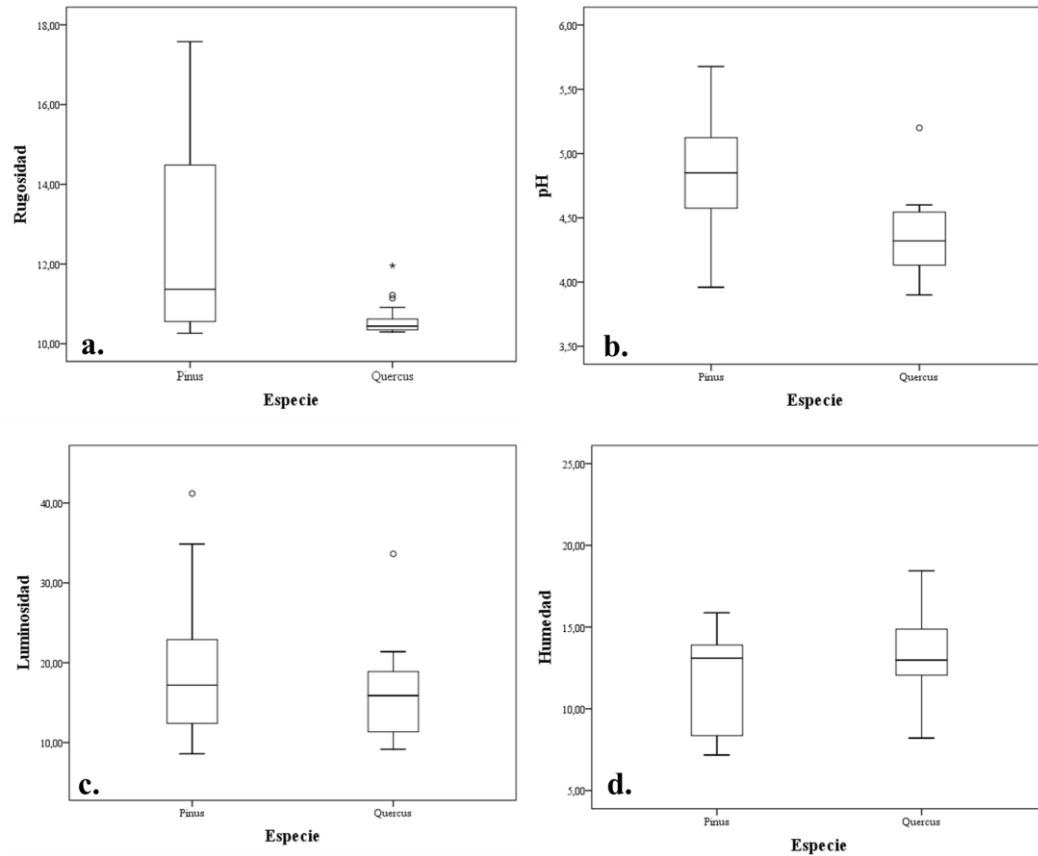 18,00
16,00
14,00
12,00
10,00
Rugosidad
a.
Pinus
Quercus
Especie
6,00
5,50
5,00
4,50
4,00
3,50
pH
b.
Pinus
Quercus
Especie
40,00
30,00
20,00
10,00
Luminosidad
c.
Pinus
Quercus
Especie
25,00
20,00
15,00
10,00
5,00
Humedad
d.
Pinus
Quercus
Especie